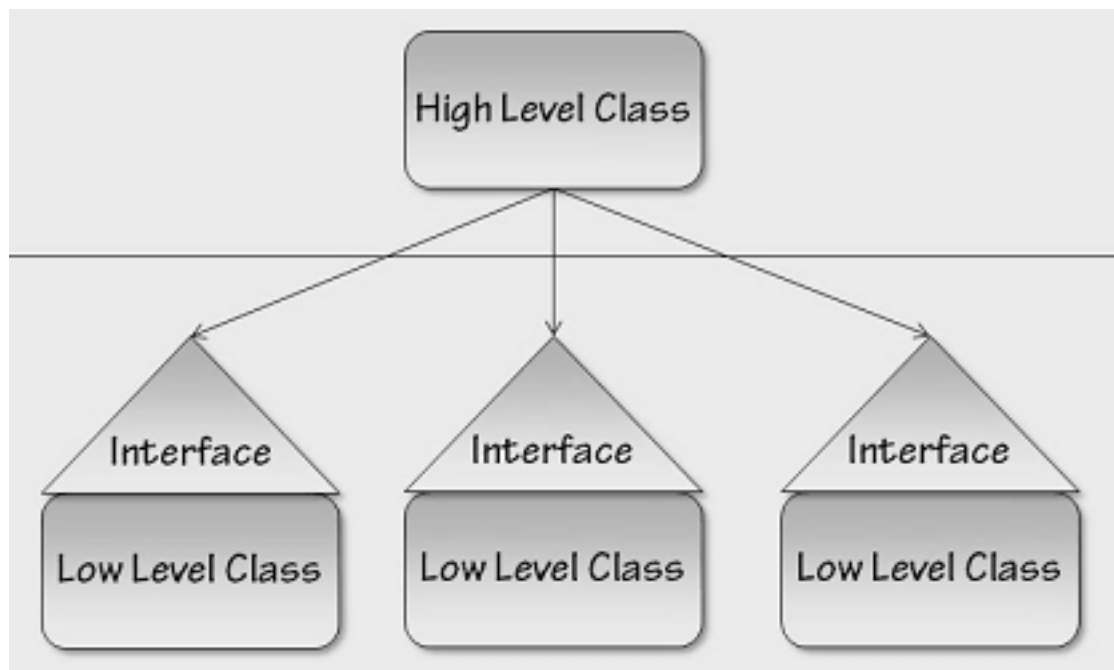 High Level Class
Interface
Interface
Interface
Low Level Class
Low Level Class
Low Level Class